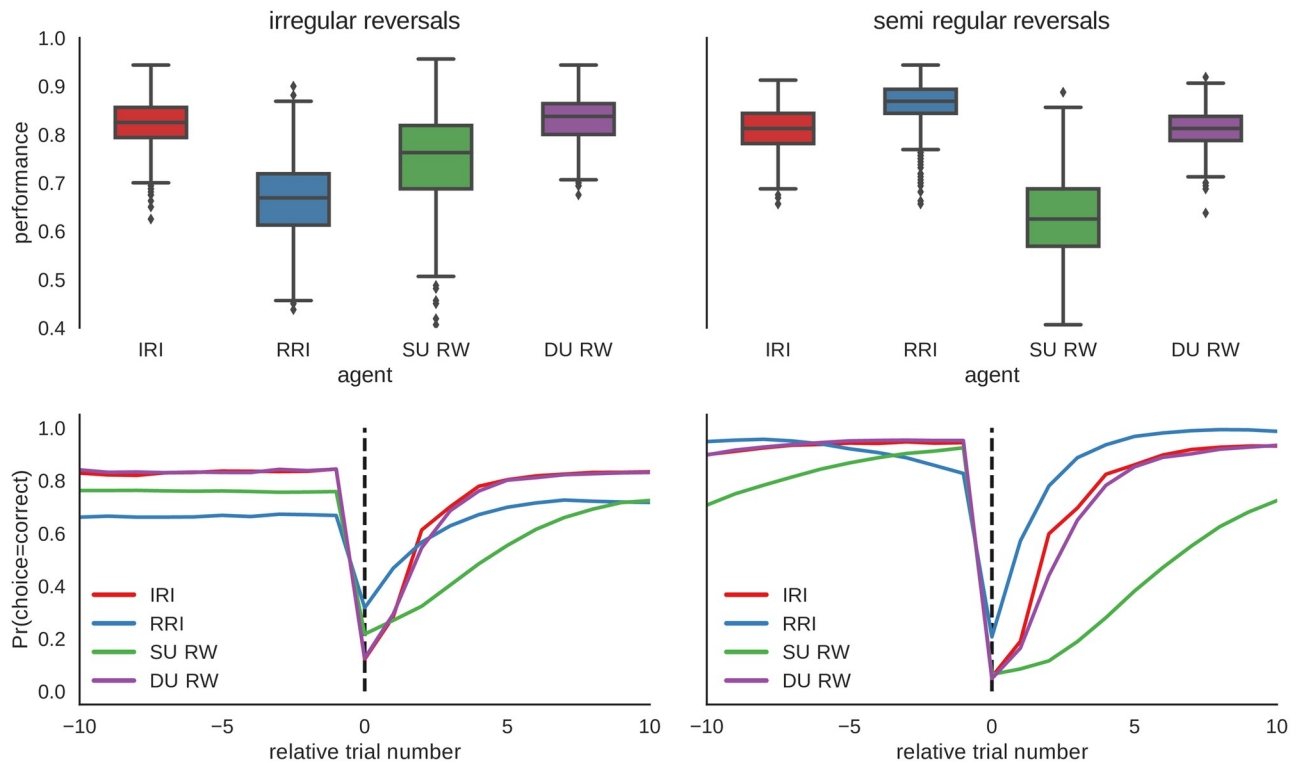 irregular reversals
performance
1.0
0.9
0.8
0.7
0.6
0.5
0.4
IRI RRI SU RW DU RW
agent
semi regular reversals
IRI RRI SU RW DU RW
agent
Pr(choice=correct)
1.0
0.8
0.6
0.4
0.2
0.0
IRI
RRI
SU RW
DU RW
−10 −5 0 5 10
relative trial number
IRI
RRI
SU RW
DU RW
−10 −5 0 5 10
relative trial number